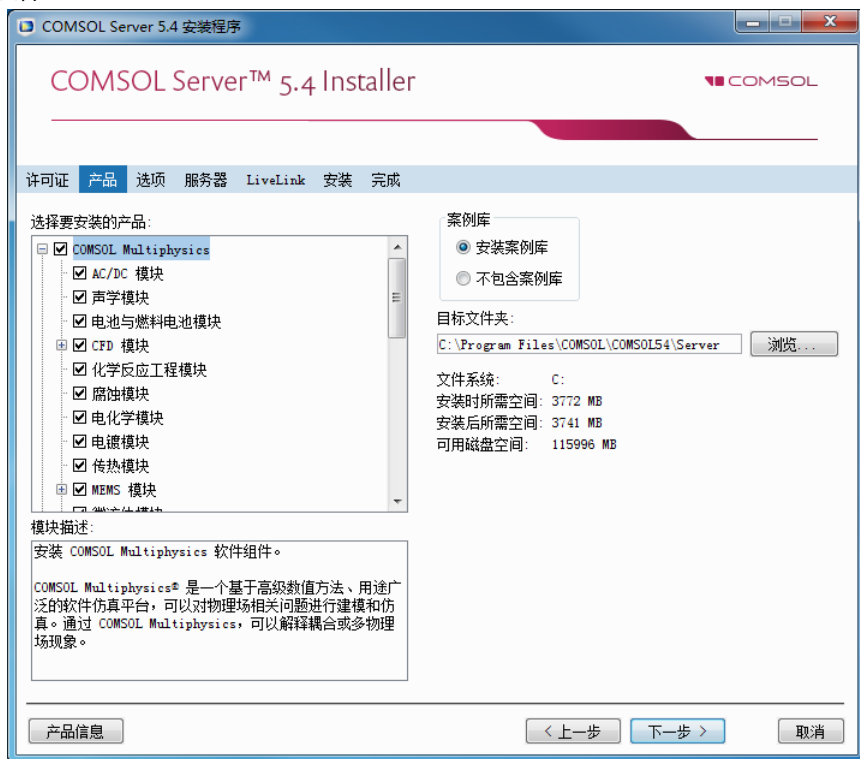 COMSOL Server 5.4 安装程序
COMSOL Server™ 5.4 Installer
COMSOL
许可证 产品 选项 服务器 LiveLink 安装 完成
选择要安装的产品:
COMSOL Multiphysics
AC/DC 模块
声学模块
电池与燃料电池模块
CFD 模块
化学反应工程模块
腐蚀模块
电化学模块
电镀模块
传热模块
MEMS 模块
模块描述:
安装 COMSOL Multiphysics 软件组件。
COMSOL Multiphysics® 是一个基于高级数值方法、用途广
泛的软件仿真平台，可以对物理场相关问题进行建模和仿
真。通过 COMSOL Multiphysics，可以解释耦合或多物理
场现象。
案例库
安装案例库
不包含案例库
目标文件夹:
C:\Program Files\COMSOL\COMSOL54\Server 浏览...
文件系统: C:
安装时所需空间: 3772 MB
安装后所需空间: 3741 MB
可用磁盘空间: 115996 MB
产品信息 < 上一步 下一步 > 取消